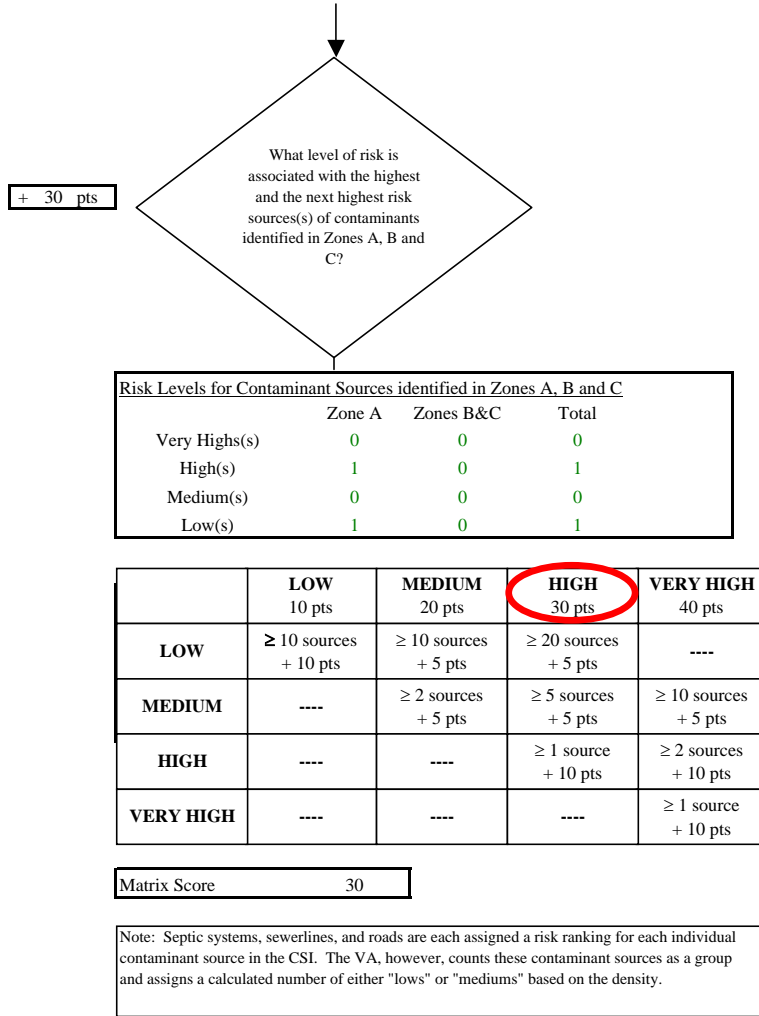 What level of risk is
associated with the highest
and the next highest risk
sources(s) of contaminants
identified in Zones A, B and
C?
+ 30 pts
Risk Levels for Contaminant Sources identified in Zones A, B and C
Zone A Zones B&C Total
Very Highs(s) 0 0 0
High(s) 1 0 1
Medium(s) 0 0 0
Low(s) 1 0 1
LOW MEDIUM HIGH VERY HIGH
10 pts 20 pts 30 pts 40 pts
LOW ≥ 10 sources ≥ 10 sources ≥ 20 sources ----
+ 10 pts + 5 pts + 5 pts
MEDIUM ---- ≥ 2 sources ≥ 5 sources ≥ 10 sources
+ 5 pts + 5 pts + 5 pts
HIGH ---- ---- ≥ 1 source ≥ 2 sources
+ 10 pts + 10 pts
VERY HIGH ---- ---- ---- ≥ 1 source
+ 10 pts
Matrix Score 30
Note: Septic systems, sewerlines, and roads are each assigned a risk ranking for each individual
contaminant source in the CSI. The VA, however, counts these contaminant sources as a group
and assigns a calculated number of either "lows" or "mediums" based on the density.